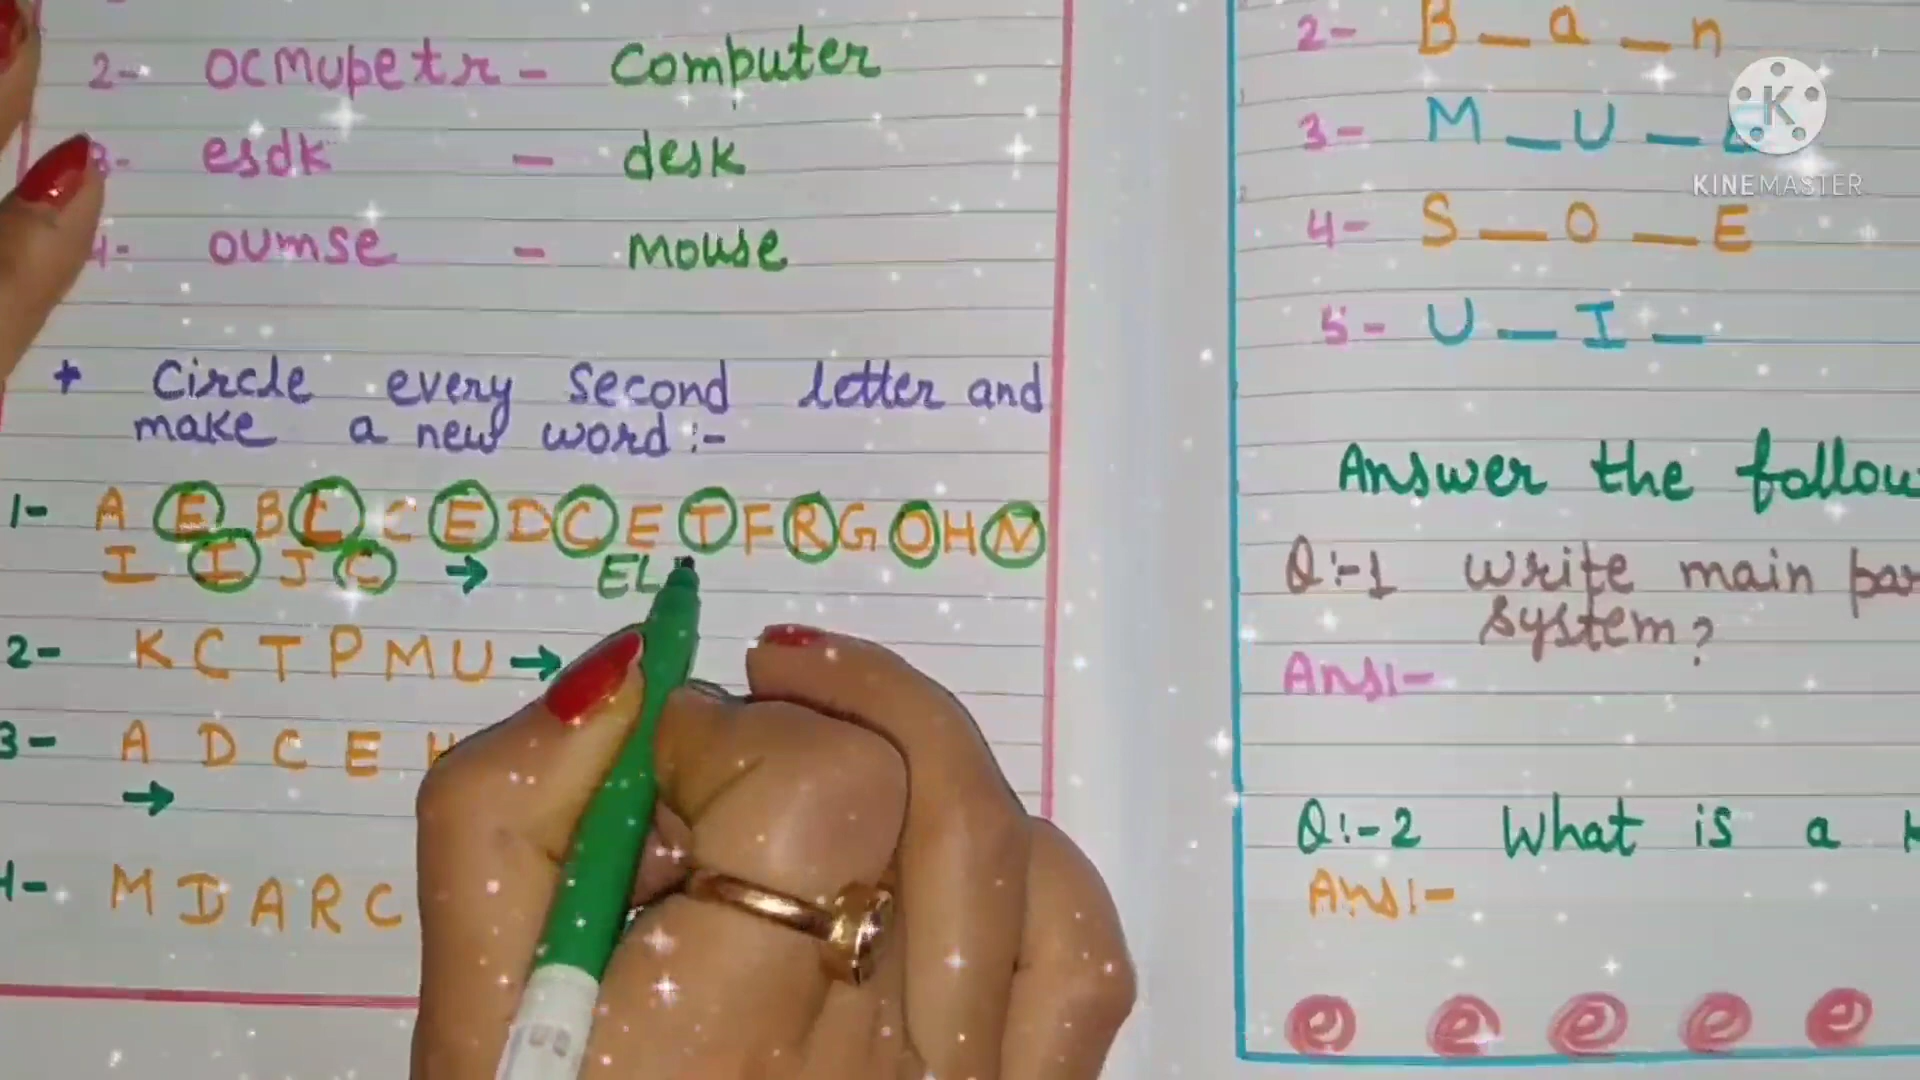 2- ocmupetr - Computer
3- esdk - desk
4- oumse - mouse
+ Circle every second letter and
make a new word :-
1- A E B L C E D C E T F R G O H N
I I J C → EL
2- K C T P M U →
3- A D C E H
→
4- M D A R C
2- B _ a _ n
3- M _ U _ E
4- S _ O _ E
5- U _ I _
KINEMASTER
Answer the follow
Q:-1 Write main par
system?
Ans:-
Q:-2 What is a
Ans:-